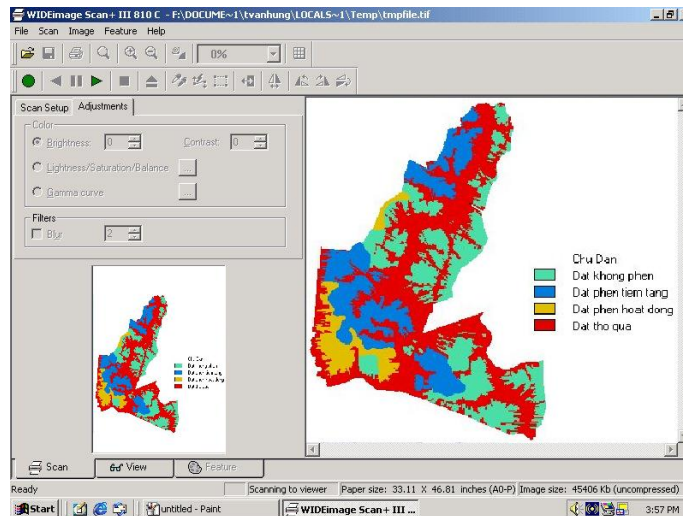 WIDEimage Scan+ III 810 C - F:\DOCUME~1\tvanhung\LOCALS~1\Temp\tmpfile.tif
File Scan Image Feature Help
0%
Scan Setup Adjustments
Color
Brightness: 0 Contrast: 0
Lightness/Saturation/Balance ...
Gamma curve ...
Filters
Blur 2
Chu Dan
Dat khong phen
Dat phen tiem tang
Dat phen hoat dong
Dat tho qua
Scan View Feature
Ready Scanning to viewer Paper size: 33.11 X 46.81 inches (A0-P) Image size: 45406 Kb (uncompressed)
Start untitled - Paint WIDEimage Scan+ III ... 3:57 PM